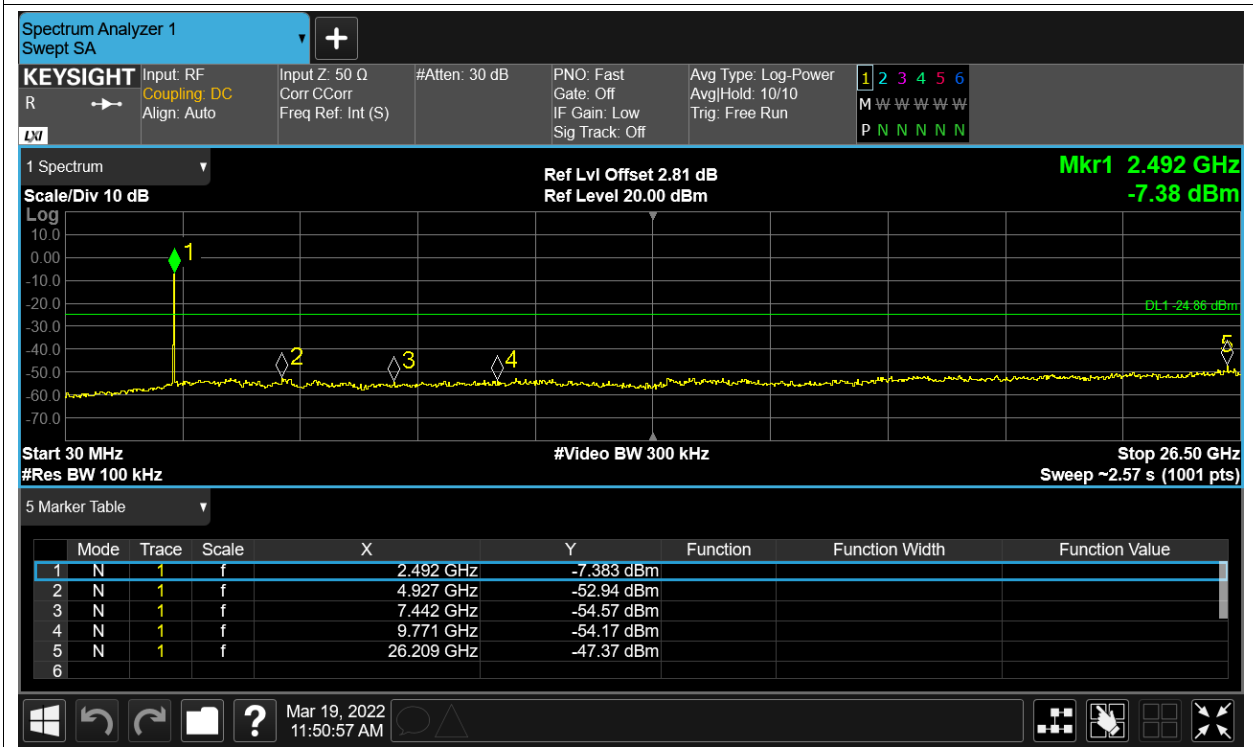 Spectrum Analyzer 1
Swept SA
+
KEYSIGHT Input: RF Input Z: 50 Ω #Atten: 30 dB PNO: Fast Avg Type: Log-Power 1 2 3 4 5 6
R Coupling: DC Corr CCorr Gate: Off Avg|Hold: 10/10 M W W W W W
Align: Auto Freq Ref: Int (S) IF Gain: Low Trig: Free Run
LXI Sig Track: Off P N N N N N
1 Spectrum Ref Lvl Offset 2.81 dB Mkr1 2.492 GHz
Scale/Div 10 dB Ref Level 20.00 dBm -7.38 dBm
Log
10.0
0.00 1
-10.0
-20.0 DL1 -24.86 dBm
-30.0
-40.0 2 3 4 5
-50.0
-60.0
-70.0
Start 30 MHz #Video BW 300 kHz Stop 26.50 GHz
#Res BW 100 kHz Sweep ~2.57 s (1001 pts)
5 Marker Table
Mode Trace Scale X Y Function Function Width Function Value
1 N 1 f 2.492 GHz -7.383 dBm
2 N 1 f 4.927 GHz -52.94 dBm
3 N 1 f 7.442 GHz -54.57 dBm
4 N 1 f 9.771 GHz -54.17 dBm
5 N 1 f 26.209 GHz -47.37 dBm
6
? Mar 19, 2022
11:50:57 AM